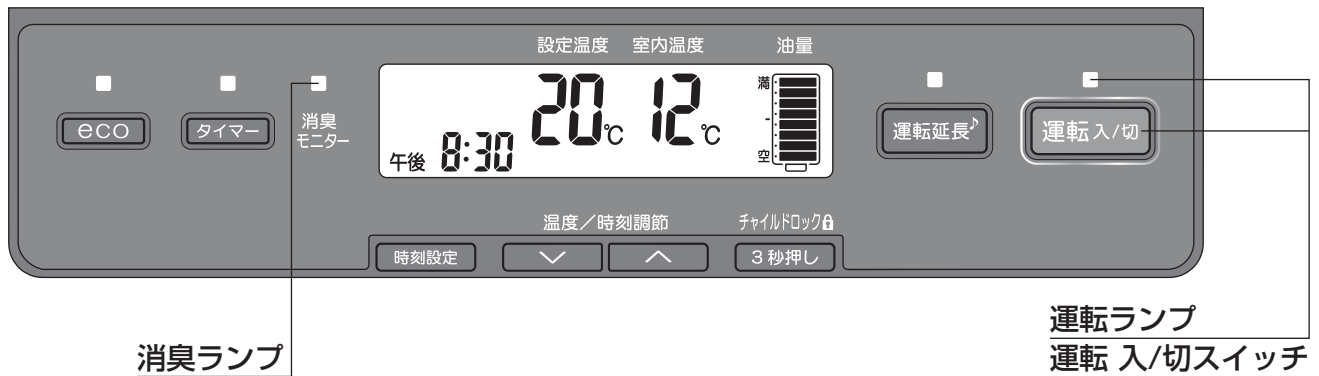 設定温度 室内温度 油量
eco
タイマー
消臭
モニター
午後 8:30
20℃
12℃
満
空
運転延長♪
運転 入/切
温度/時刻調節
チャイルドロック
時刻設定
3秒押し
消臭ランプ
運転ランプ
運転 入/切スイッチ